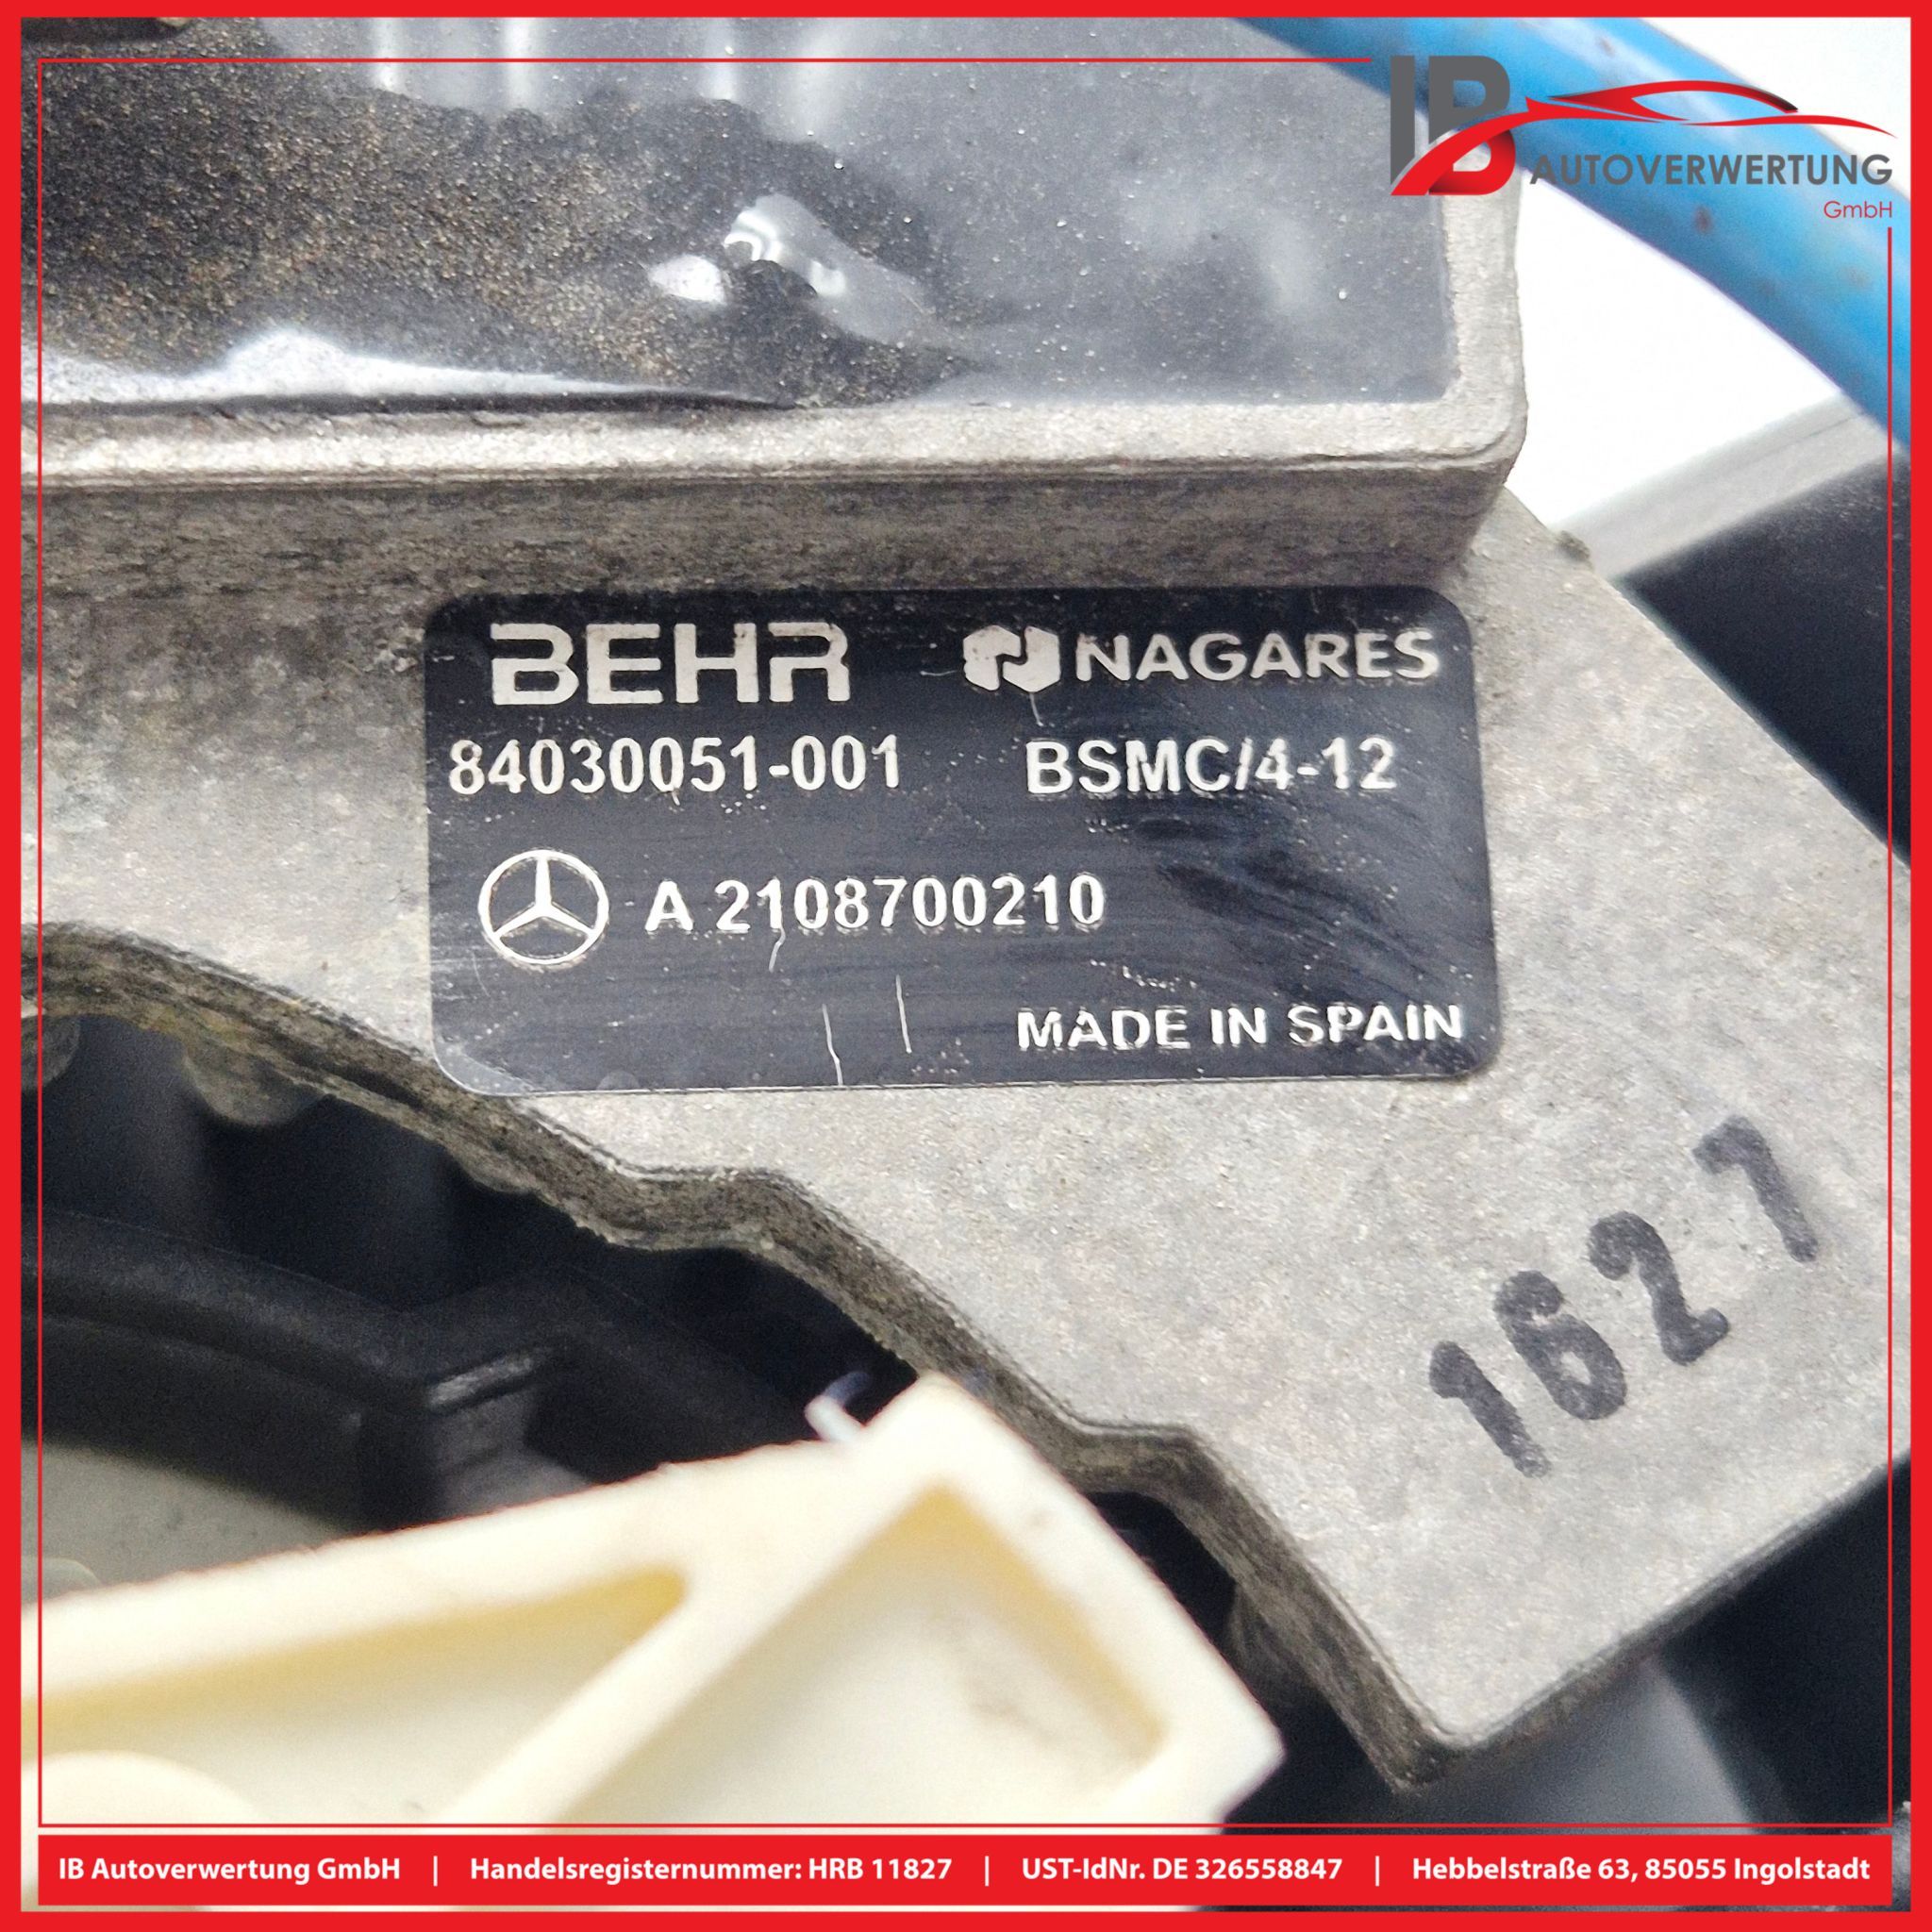 IB
AUTOVERWERTUNG
GmbH
BEHR NAGARES
84030051-001 BSMC/4-12
A 2108700210
MADE IN SPAIN
1627
IB Autoverwertung GmbH | Handelsregisternummer: HRB 11827 | UST-IdNr. DE 326558847 | Hebbelstraße 63, 85055 Ingolstadt